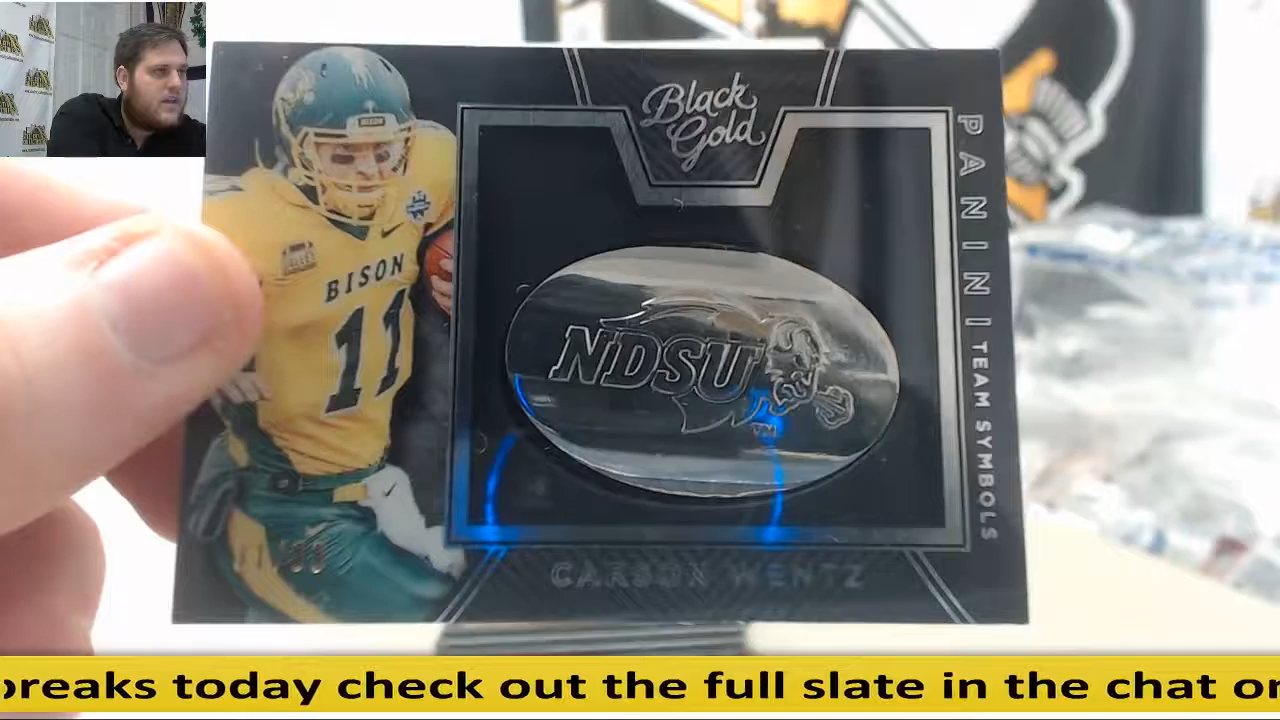 Black
Gold
PANINI TEAM SYMBOLS
BISON
BISON
11
NDSU
CARSON WENTZ
breaks today check out the full slate in the chat or